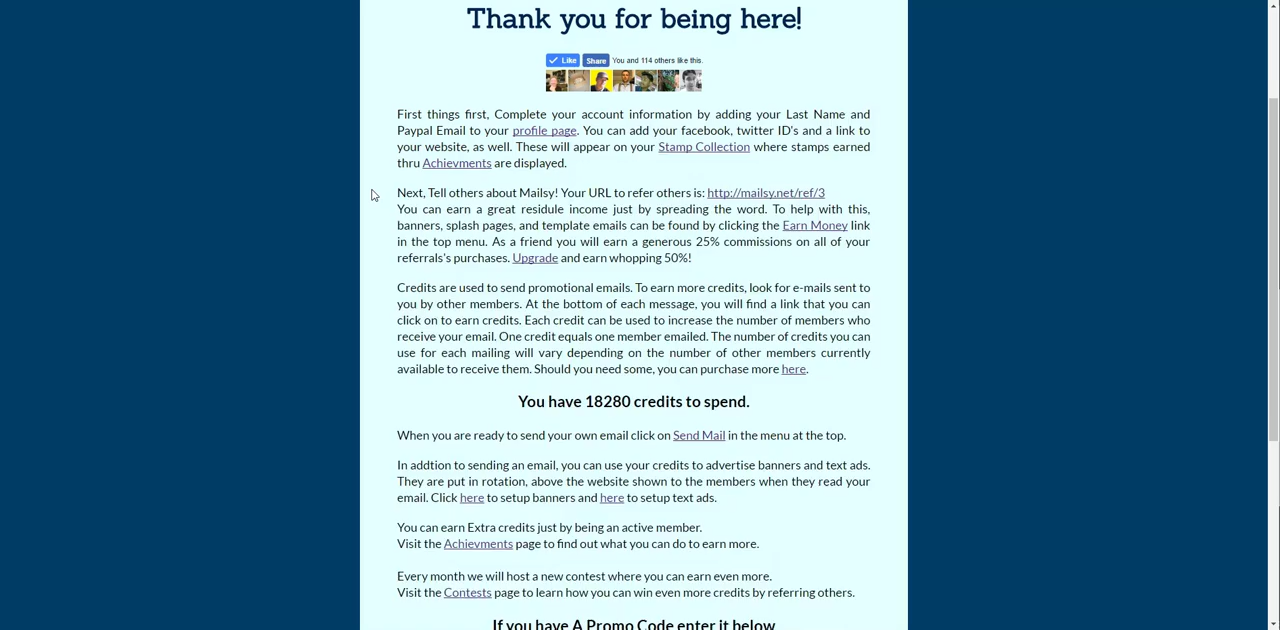 Thank you for being here!
Like Share You and 114 others like this.
First things first, Complete your account information by adding your Last Name and
Paypal Email to your profile page. You can add your facebook, twitter ID's and a link to
your website, as well. These will appear on your Stamp Collection where stamps earned
thru Achievments are displayed.
Next, Tell others about Mailsy! Your URL to refer others is: http://mailsy.net/ref/3
You can earn a great residule income just by spreading the word. To help with this,
banners, splash pages, and template emails can be found by clicking the Earn Money link
in the top menu. As a friend you will earn a generous 25% commissions on all of your
referrals's purchases. Upgrade and earn whopping 50%!
Credits are used to send promotional emails. To earn more credits, look for e-mails sent to
you by other members. At the bottom of each message, you will find a link that you can
click on to earn credits. Each credit can be used to increase the number of members who
receive your email. One credit equals one member emailed. The number of credits you can
use for each mailing will vary depending on the number of other members currently
available to receive them. Should you need some, you can purchase more here.
You have 18280 credits to spend.
When you are ready to send your own email click on Send Mail in the menu at the top.
In addtion to sending an email, you can use your credits to advertise banners and text ads.
They are put in rotation, above the website shown to the members when they read your
email. Click here to setup banners and here to setup text ads.
You can earn Extra credits just by being an active member.
Visit the Achievments page to find out what you can do to earn more.
Every month we will host a new contest where you can earn even more.
Visit the Contests page to learn how you can win even more credits by referring others.
If you have A Promo Code enter it below